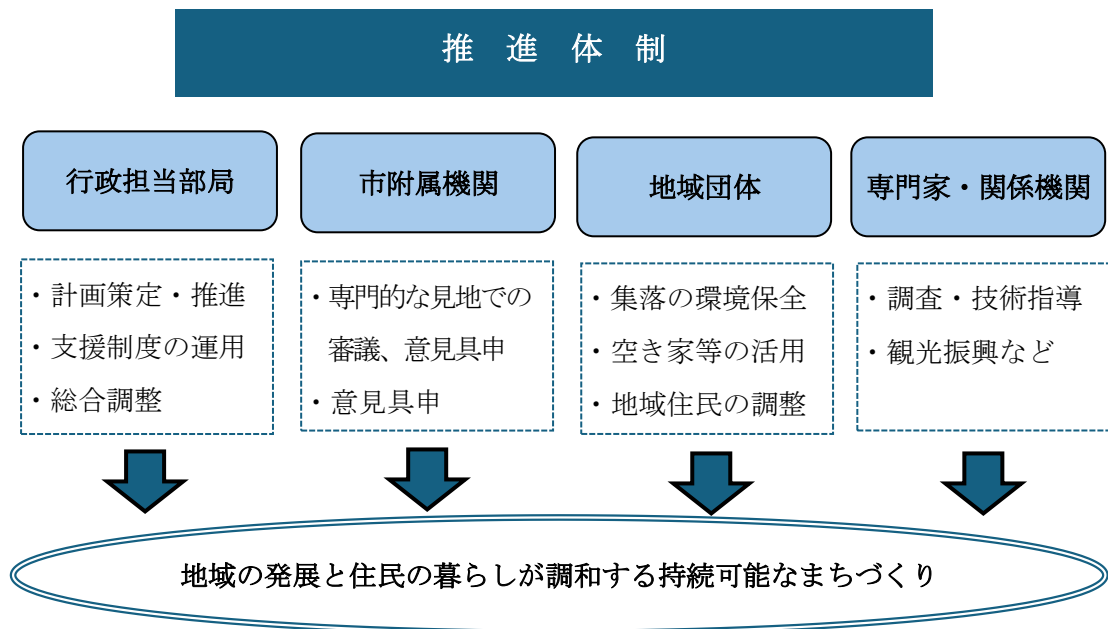 推進体制
行政担当部局
市附属機関
地域団体
専門家・関係機関
・計画策定・推進
・支援制度の運用
・総合調整
・専門的な見地での
審議、意見具申
・意見具申
・集落の環境保全
・空き家等の活用
・地域住民の調整
・調査・技術指導
・観光振興など
地域の発展と住民の暮らしが調和する持続可能なまちづくり